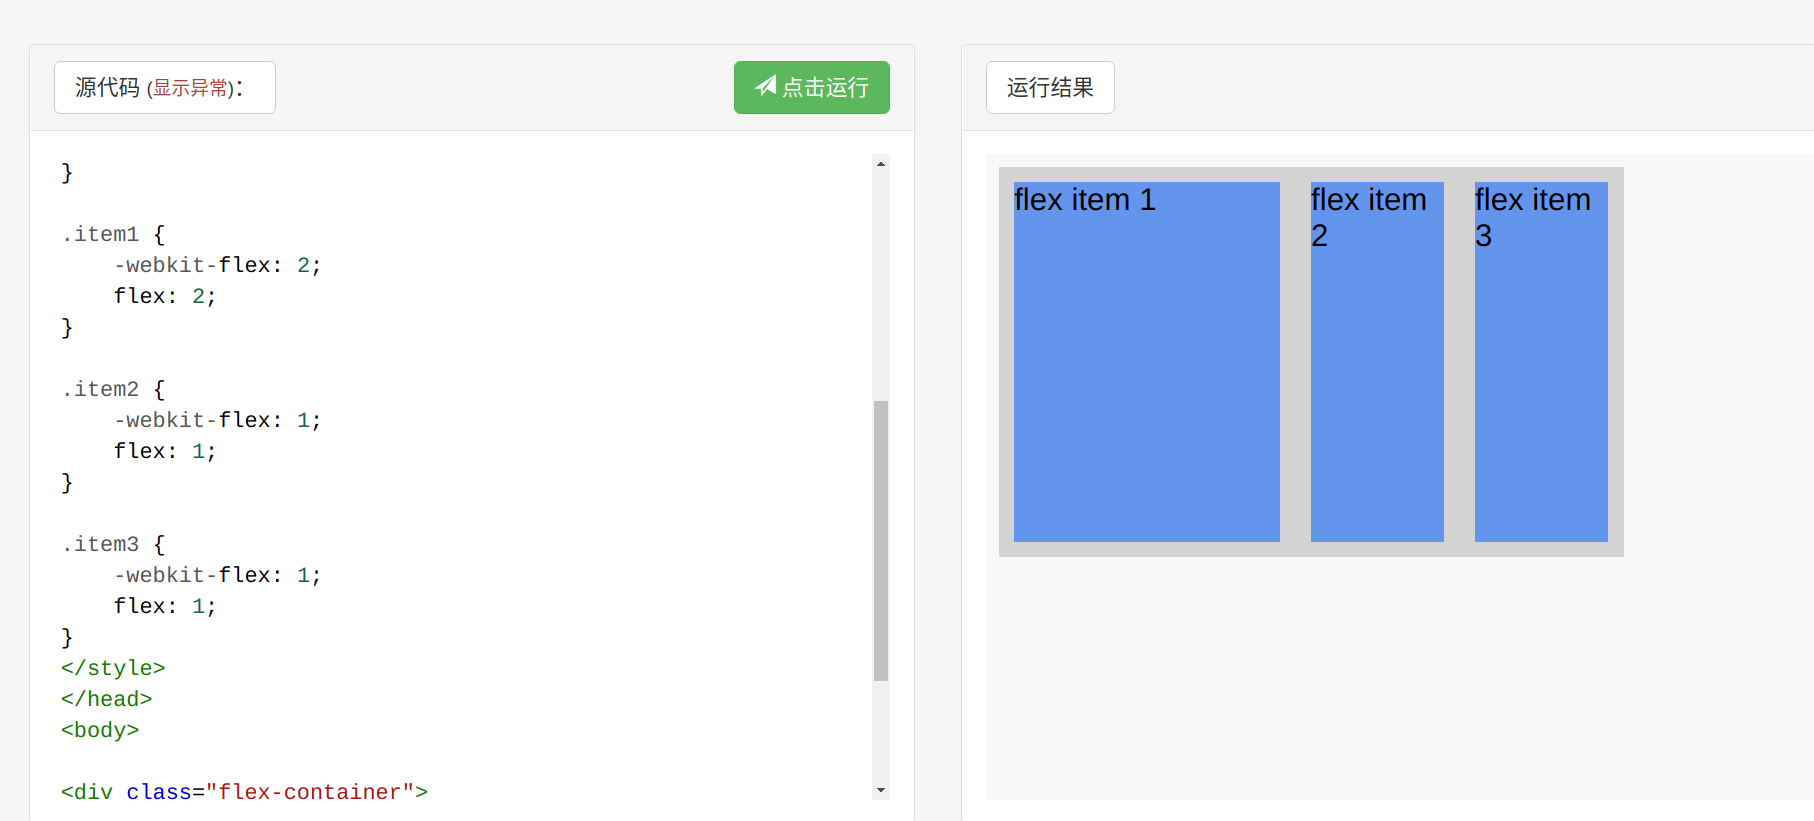 源代码 (显示异常)：
点击运行
}
.item1 {
    -webkit-flex: 2;
    flex: 2;
}
.item2 {
    -webkit-flex: 1;
    flex: 1;
}
.item3 {
    -webkit-flex: 1;
    flex: 1;
}
</style>
</head>
<body>
<div class="flex-container">
运行结果
flex item 1
flex item
2
flex item
3